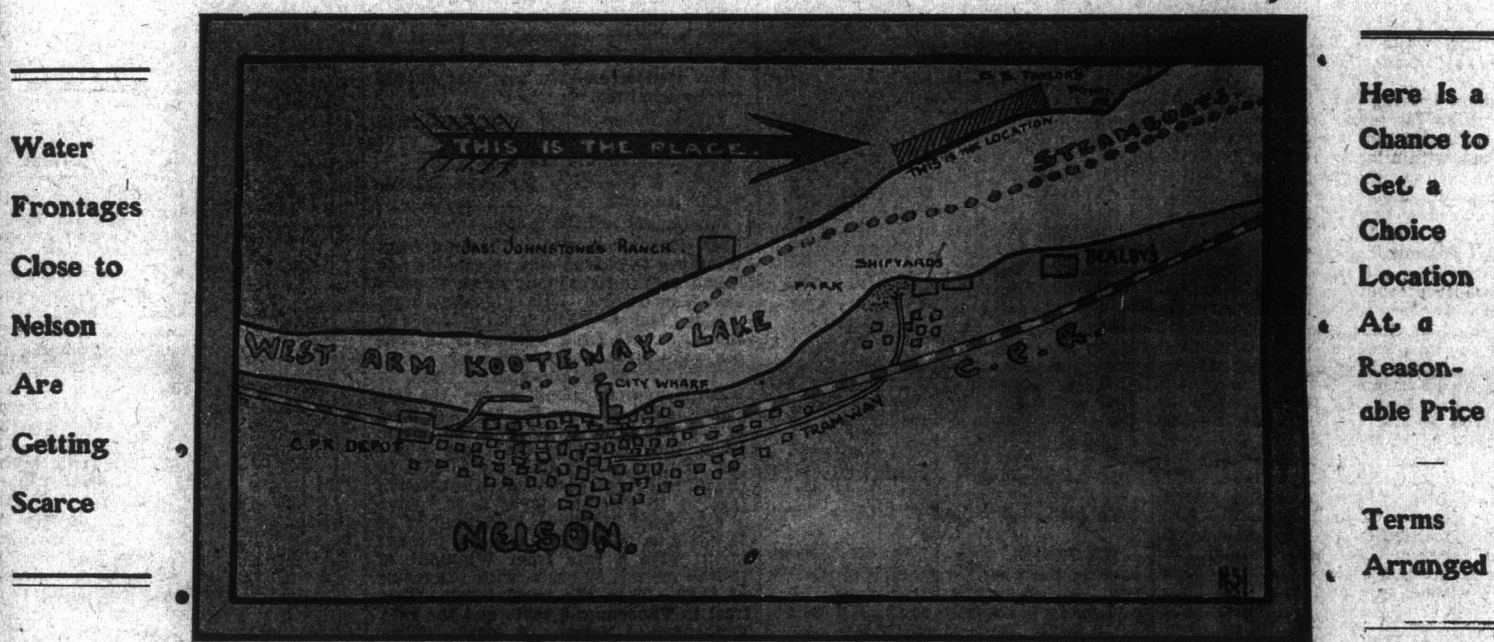 Water
Frontages
Close to
Nelson
Are
Getting
Scarce
THIS IS THE PLACE.
THIS IS THE LOCATION
STEAMBOATS.
JAS. JOHNSTONE'S RANCH.
SHIPYARDS
BEALBYS
PARK
WEST ARM KOOTENAY LAKE
C.P.R.
CITY WHARF
TRAMWAY
C.P.R. DEPOT
NELSON.
Here Is a
Chance to
Get a
Choice
Location
At a
Reason-
able Price
—
Terms
Arranged